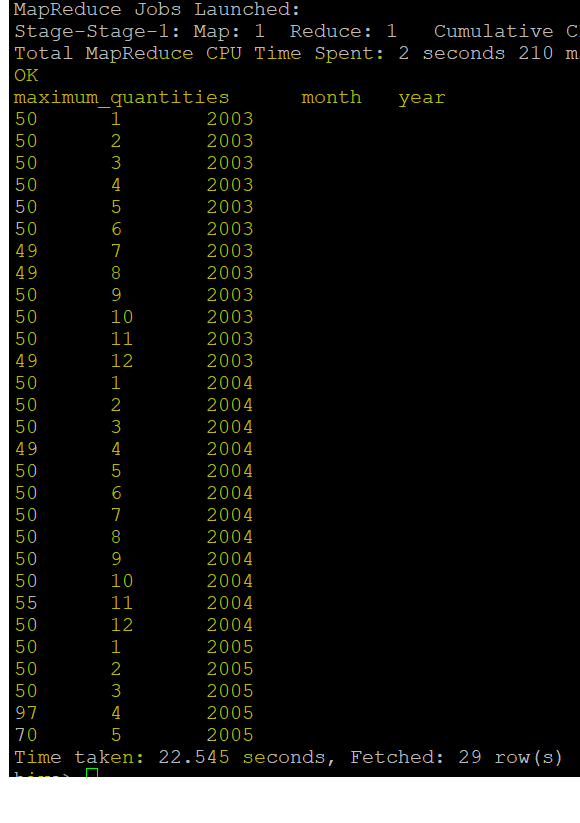 MapReduce Jobs Launched:
Stage-Stage-1: Map: 1  Reduce: 1   Cumulative C
Total MapReduce CPU Time Spent: 2 seconds 210 m
OK
maximum_quantities      month   year
50      1       2003
50      2       2003
50      3       2003
50      4       2003
50      5       2003
50      6       2003
49      7       2003
49      8       2003
50      9       2003
50      10      2003
50      11      2003
49      12      2003
50      1       2004
50      2       2004
50      3       2004
49      4       2004
50      5       2004
50      6       2004
50      7       2004
50      8       2004
50      9       2004
50      10      2004
55      11      2004
50      12      2004
50      1       2005
50      2       2005
50      3       2005
97      4       2005
70      5       2005
Time taken: 22.545 seconds, Fetched: 29 row(s)